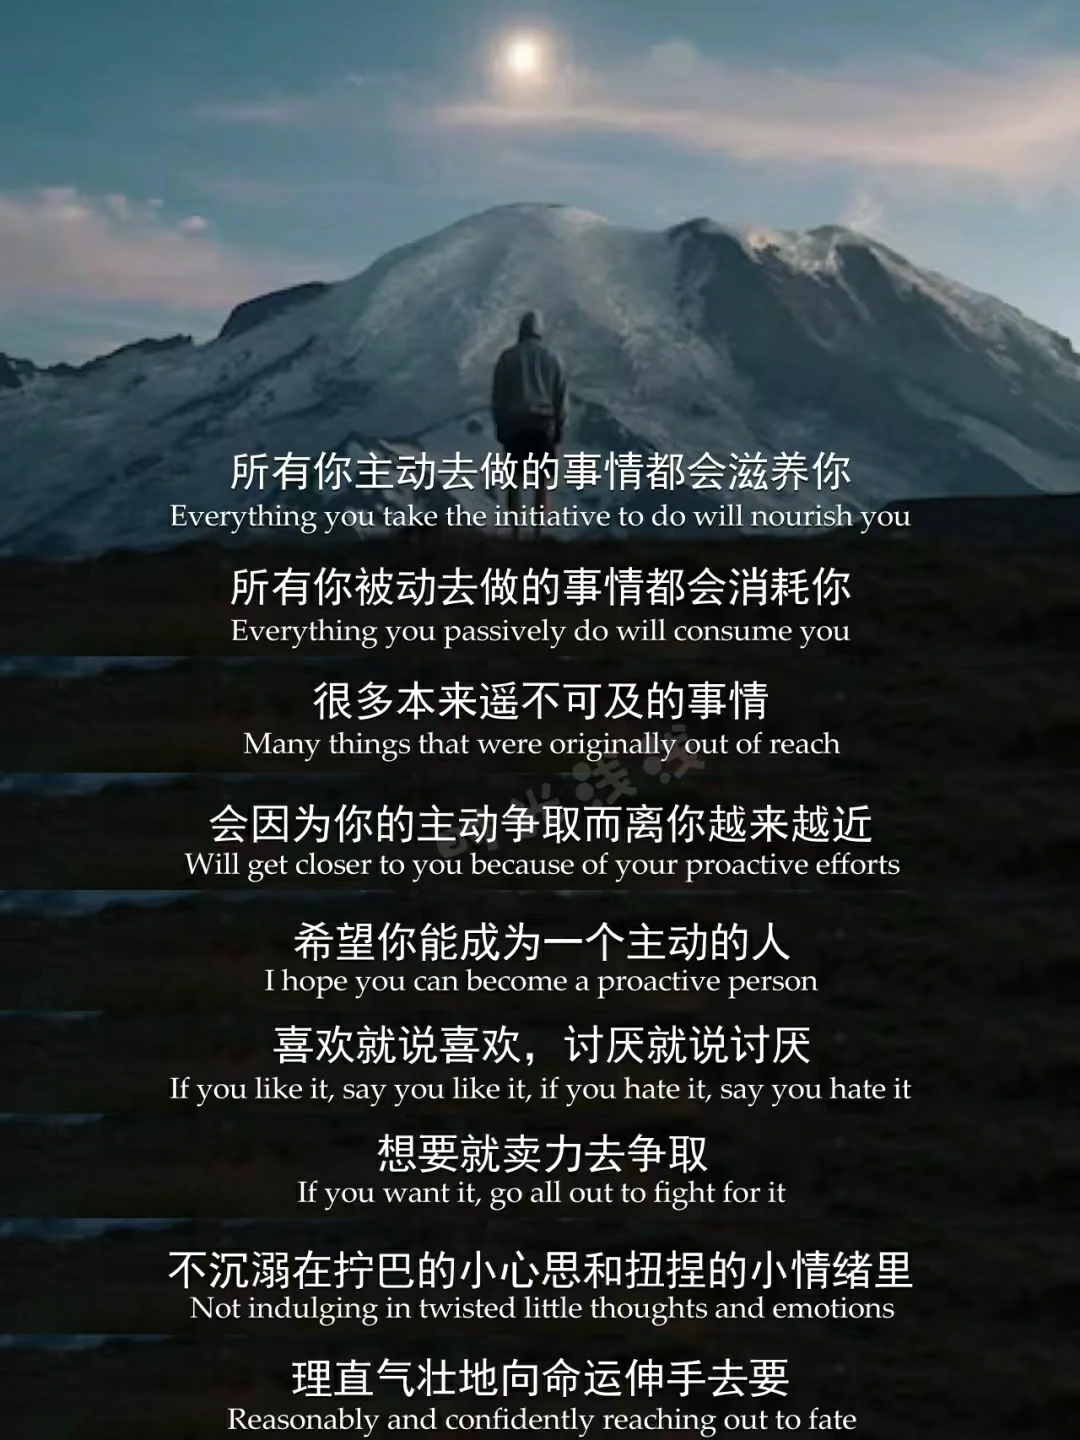 所有你主动去做的事情都会滋养你
Everything you take the initiative to do will nourish you
所有你被动去做的事情都会消耗你
Everything you passively do will consume you
很多本来遥不可及的事情
Many things that were originally out of reach
会因为你的主动争取而离你越来越近
Will get closer to you because of your proactive efforts
希望你能成为一个主动的人
I hope you can become a proactive person
喜欢就说喜欢，讨厌就说讨厌
If you like it, say you like it, if you hate it, say you hate it
想要就卖力去争取
If you want it, go all out to fight for it
不沉溺在拧巴的小心思和扭捏的小情绪里
Not indulging in twisted little thoughts and emotions
理直气壮地向命运伸手去要
Reasonably and confidently reaching out to fate